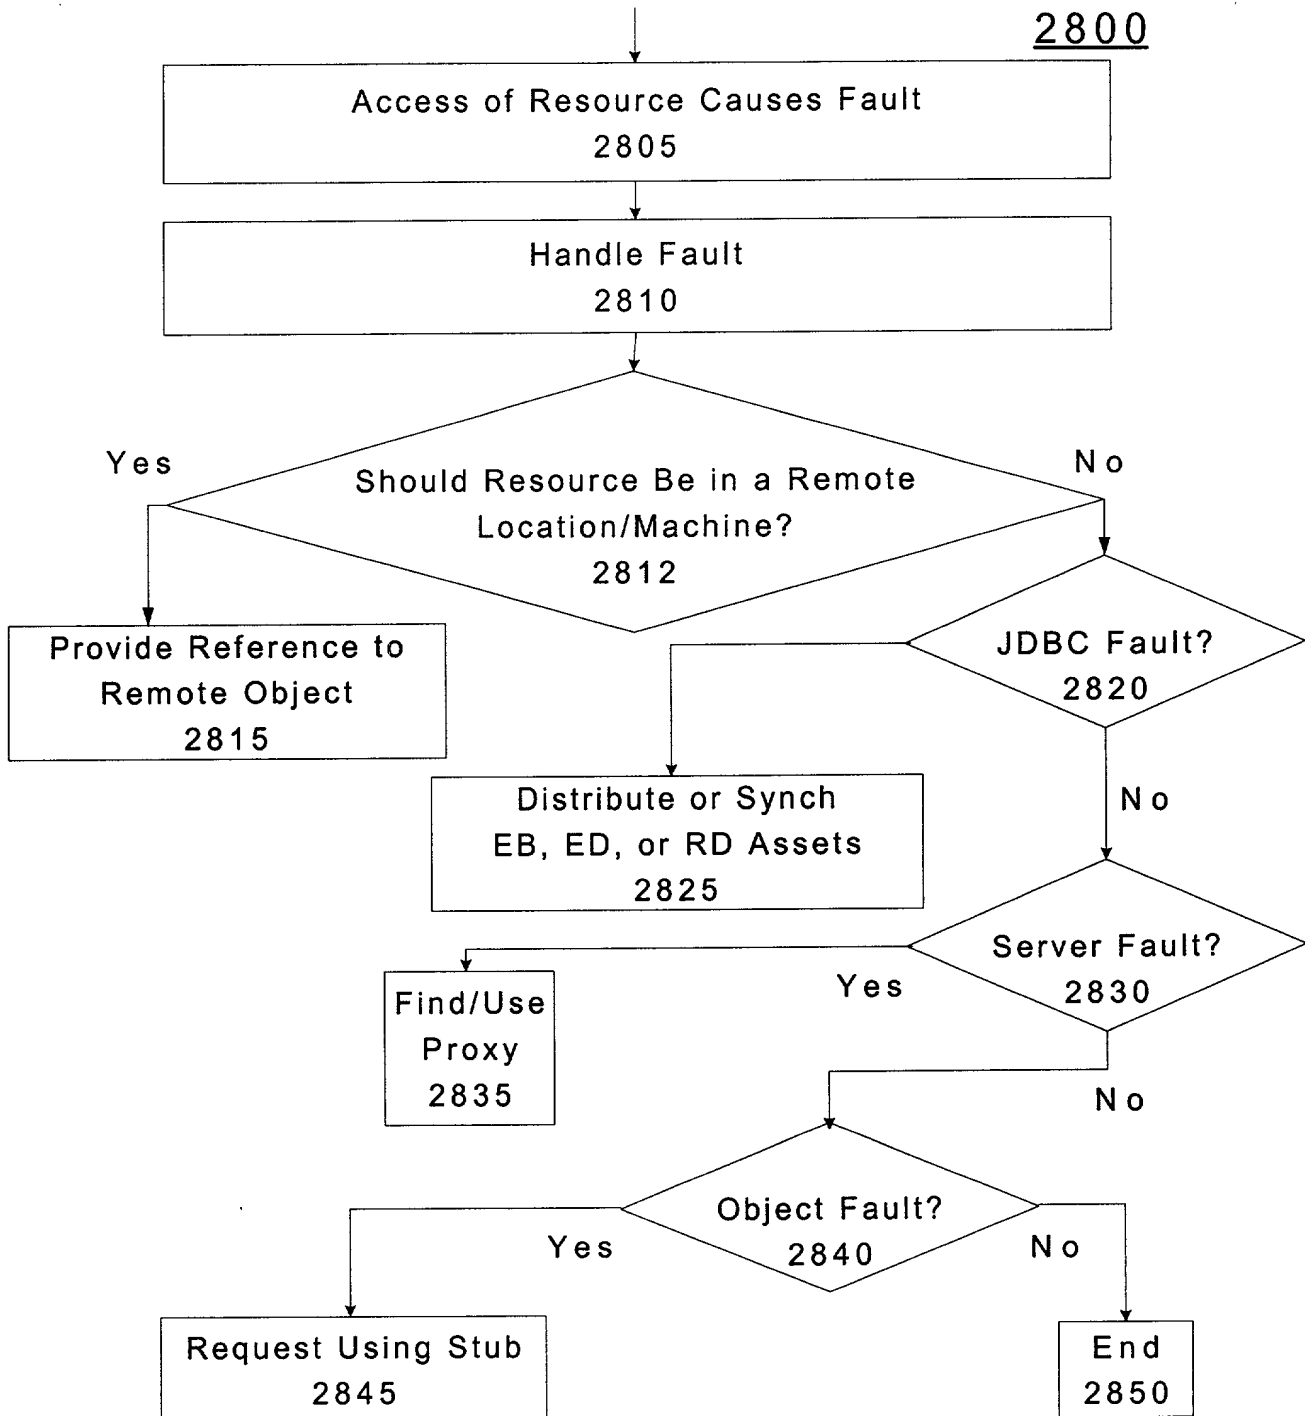 2800
Access of Resource Causes Fault
2805
Handle Fault
2810
Yes
No
Should Resource Be in a Remote
Location/Machine?
2812
Provide Reference to
Remote Object
2815
JDBC Fault?
2820
Distribute or Synch
EB, ED, or RD Assets
2825
No
Server Fault?
2830
Yes
Find/Use
Proxy
2835
No
Object Fault?
2840
Yes
No
Request Using Stub
2845
End
2850